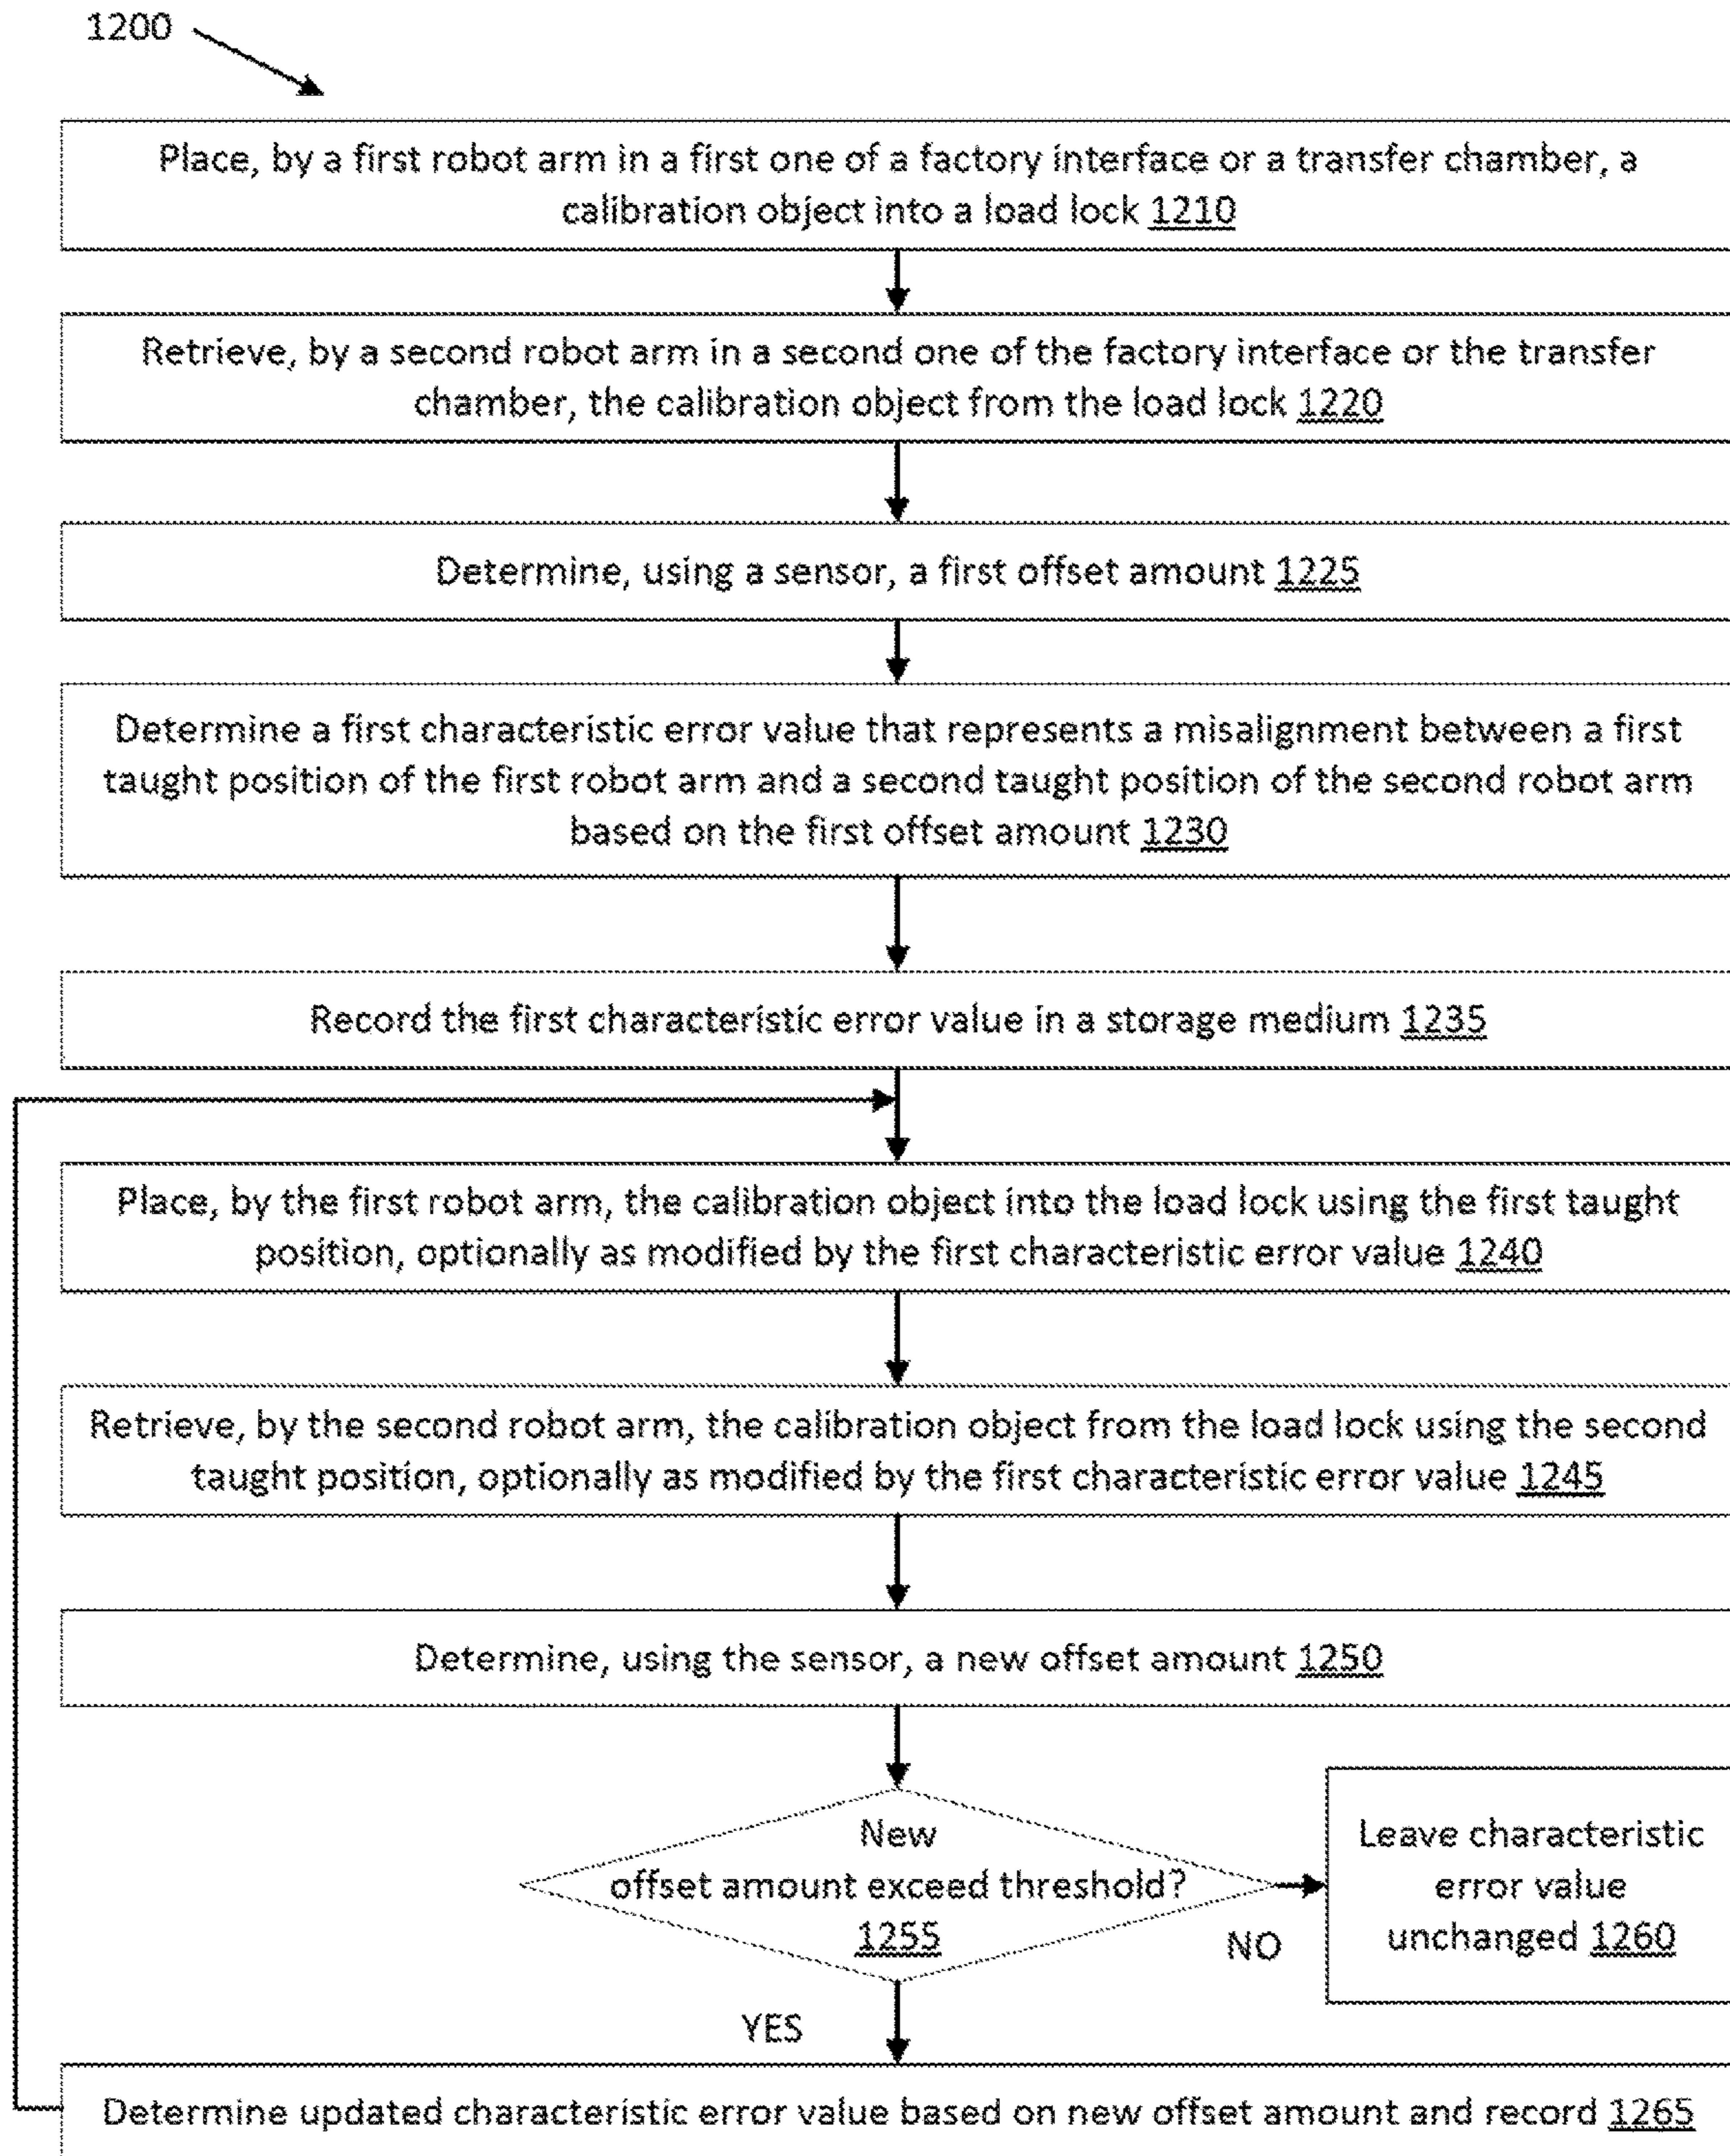 1200
Place, by a first robot arm in a first one of a factory interface or a transfer chamber, a
calibration object into a load lock 1210
Retrieve, by a second robot arm in a second one of the factory interface or the transfer
chamber, the calibration object from the load lock 1220
Determine, using a sensor, a first offset amount 1225
Determine a first characteristic error value that represents a misalignment between a first
taught position of the first robot arm and a second taught position of the second robot arm
based on the first offset amount 1230
Record the first characteristic error value in a storage medium 1235
Place, by the first robot arm, the calibration object into the load lock using the first taught
position, optionally as modified by the first characteristic error value 1240
Retrieve, by the second robot arm, the calibration object from the load lock using the second
taught position, optionally as modified by the first characteristic error value 1245
Determine, using the sensor, a new offset amount 1250
New
offset amount exceed threshold?
1255
NO
Leave characteristic
error value
unchanged 1260
YES
Determine updated characteristic error value based on new offset amount and record 1265